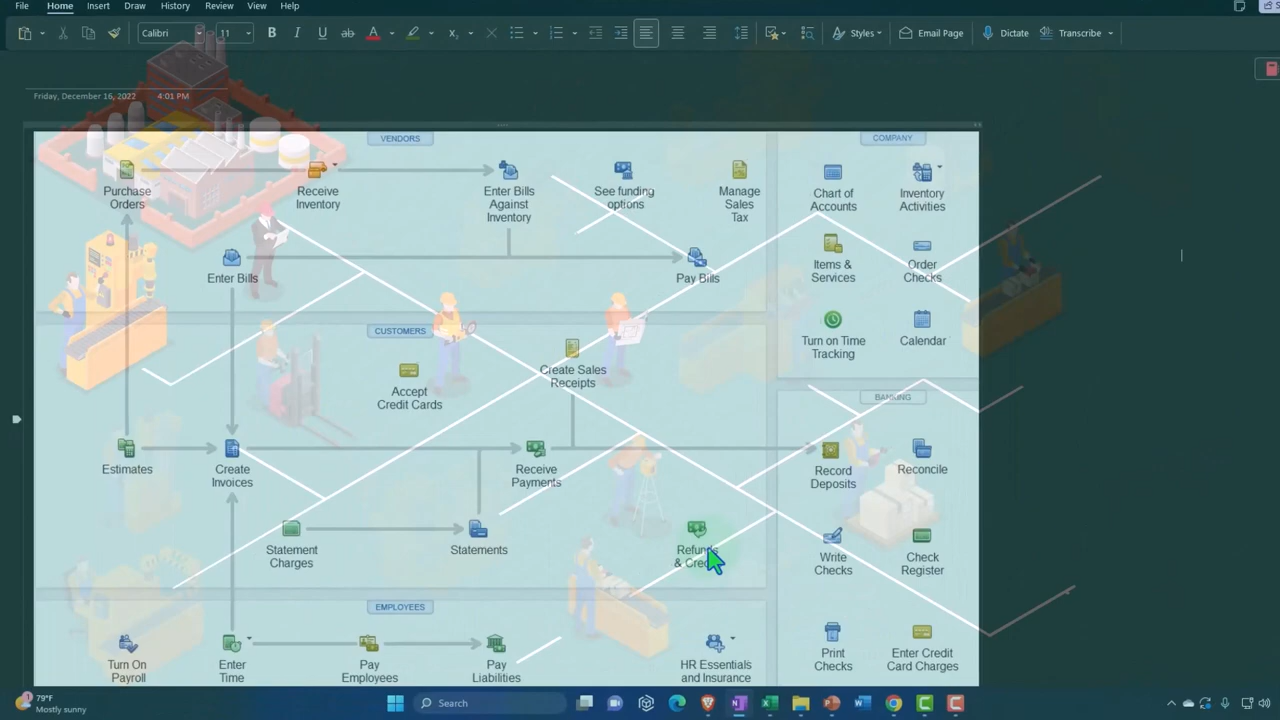 File Home Insert Draw History Review View Help
Calibri 11 B I U ab A Styles Email Page Dictate Transcribe
Friday, December 16, 2022 4:01 PM
VENDORS
COMPANY
Purchase
Orders
Receive
Inventory
Enter Bills
Against
Inventory
See funding
options
Manage
Sales
Tax
Chart of
Accounts
Inventory
Activities
Enter Bills
Pay Bills
Items &
Services
Order
Checks
CUSTOMERS
Turn on Time
Tracking
Calendar
Accept
Credit Cards
Create Sales
Receipts
BANKING
Estimates
Create
Invoices
Receive
Payments
Record
Deposits
Reconcile
Statement
Charges
Statements
Refunds
&
Write
Checks
Check
Register
EMPLOYEES
Turn On
Payroll
Enter
Time
Pay
Employees
Pay
Liabilities
HR Essentials
and Insurance
Print
Checks
Enter Credit
Card Charges
1
79°F
Mostly sunny
Search